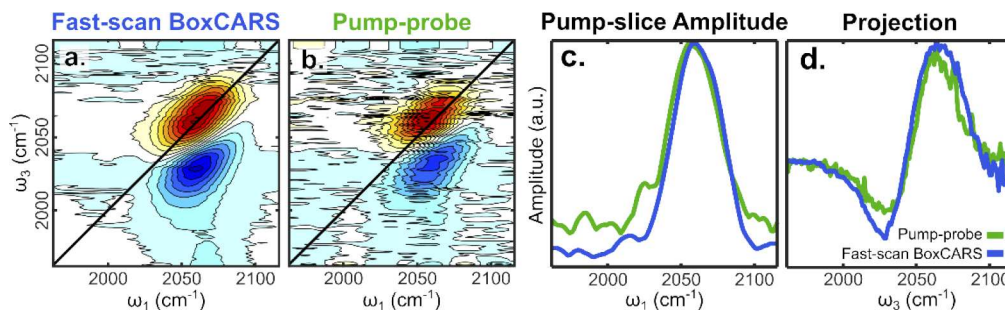 Fast-scan BoxCARS
Pump-probe
Pump-slice Amplitude
Projection
a.
b.
c.
d.
2100
2050
2000
ω₃ (cm⁻¹)
2000
2050
2100
ω₁ (cm⁻¹)
2000
2050
2100
ω₁ (cm⁻¹)
Amplitude (a.u.)
2000
2050
2100
ω₁ (cm⁻¹)
Pump-probe
Fast-scan BoxCARS
2000
2050
2100
ω₃ (cm⁻¹)